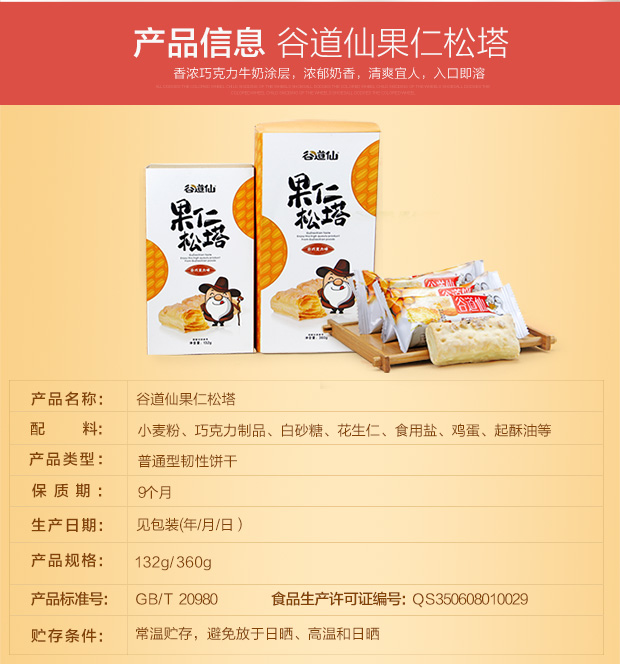 产品信息 谷道仙果仁松塔
香浓巧克力牛奶涂层，浓郁奶香，清爽宜人，入口即溶
谷道仙
果仁
松塔
谷道仙
果仁
松塔
谷道仙
产品名称： 谷道仙果仁松塔
配 料： 小麦粉、巧克力制品、白砂糖、花生仁、食用盐、鸡蛋、起酥油等
产品类型： 普通型韧性饼干
保 质 期： 9个月
生产日期： 见包装(年/月/日)
产品规格： 132g/360g
产品标准号： GB/T 20980 食品生产许可证编号：QS350608010029
贮存条件： 常温贮存，避免放于日晒、高温和日晒